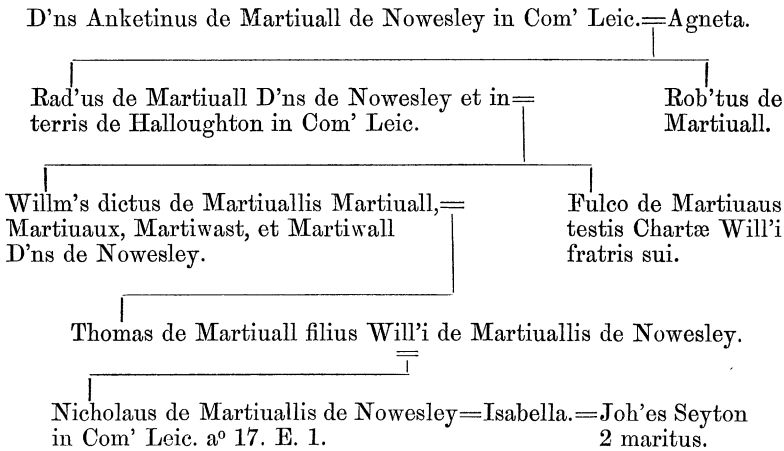 D'ns Anketinus de Martiuall de Nowesley in Com' Leic.=Agneta.
Rad'us de Martiuall D'ns de Nowesley et in=
terris de Halloughton in Com' Leic.
Rob'tus de
Martiuall.
Willm's dictus de Martiuallis Martiuall,=
Martiuaux, Martiwast, et Martiwall
D'ns de Nowesley.
Fulco de Martiuaus
testis Chartæ Will'i
fratris sui.
Thomas de Martiuall filius Will'i de Martiuallis de Nowesley.
=
Nicholaus de Martiuallis de Nowesley=Isabella.=Joh'es Seyton
in Com' Leic. aº 17. E. 1.
2 maritus.